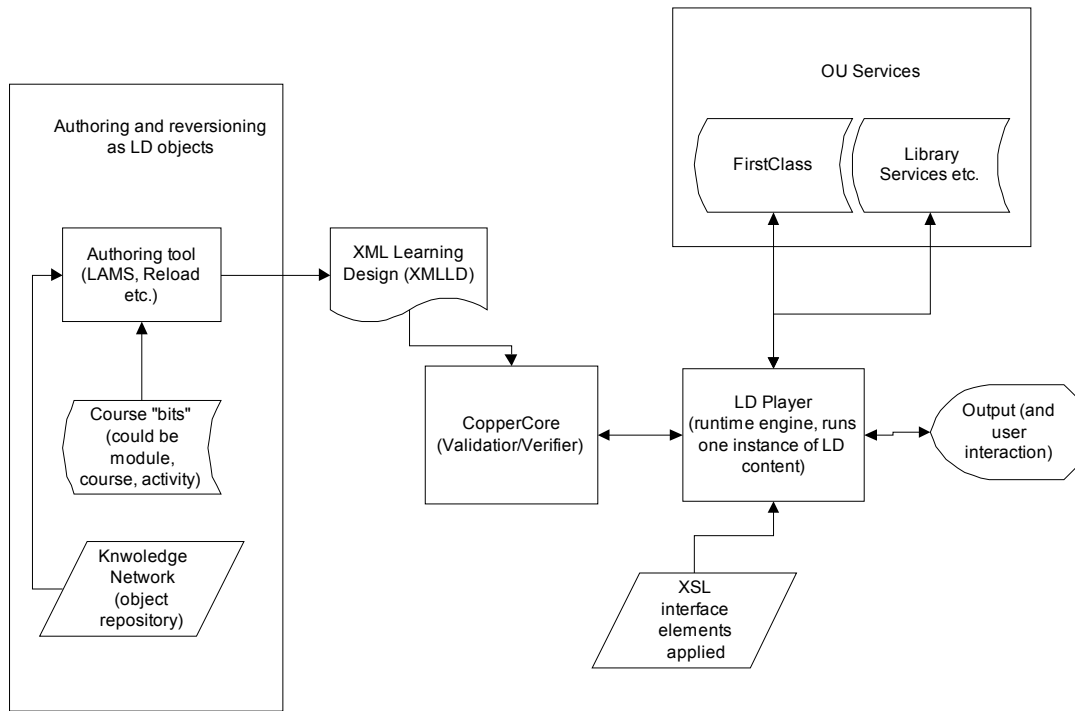 OU Services
FirstClass
Library
Services etc.
Authoring and reversioning
as LD objects
Authoring tool
(LAMS, Reload
etc.)
XML Learning
Design (XMLLD)
Course "bits"
(could be
module,
course, activity)
Knwoledge
Network
(object
repository)
CopperCore
(Validatior/Verifier)
LD Player
(runtime engine, runs
one instance of LD
content)
Output (and
user
interaction)
XSL
interface
elements
applied